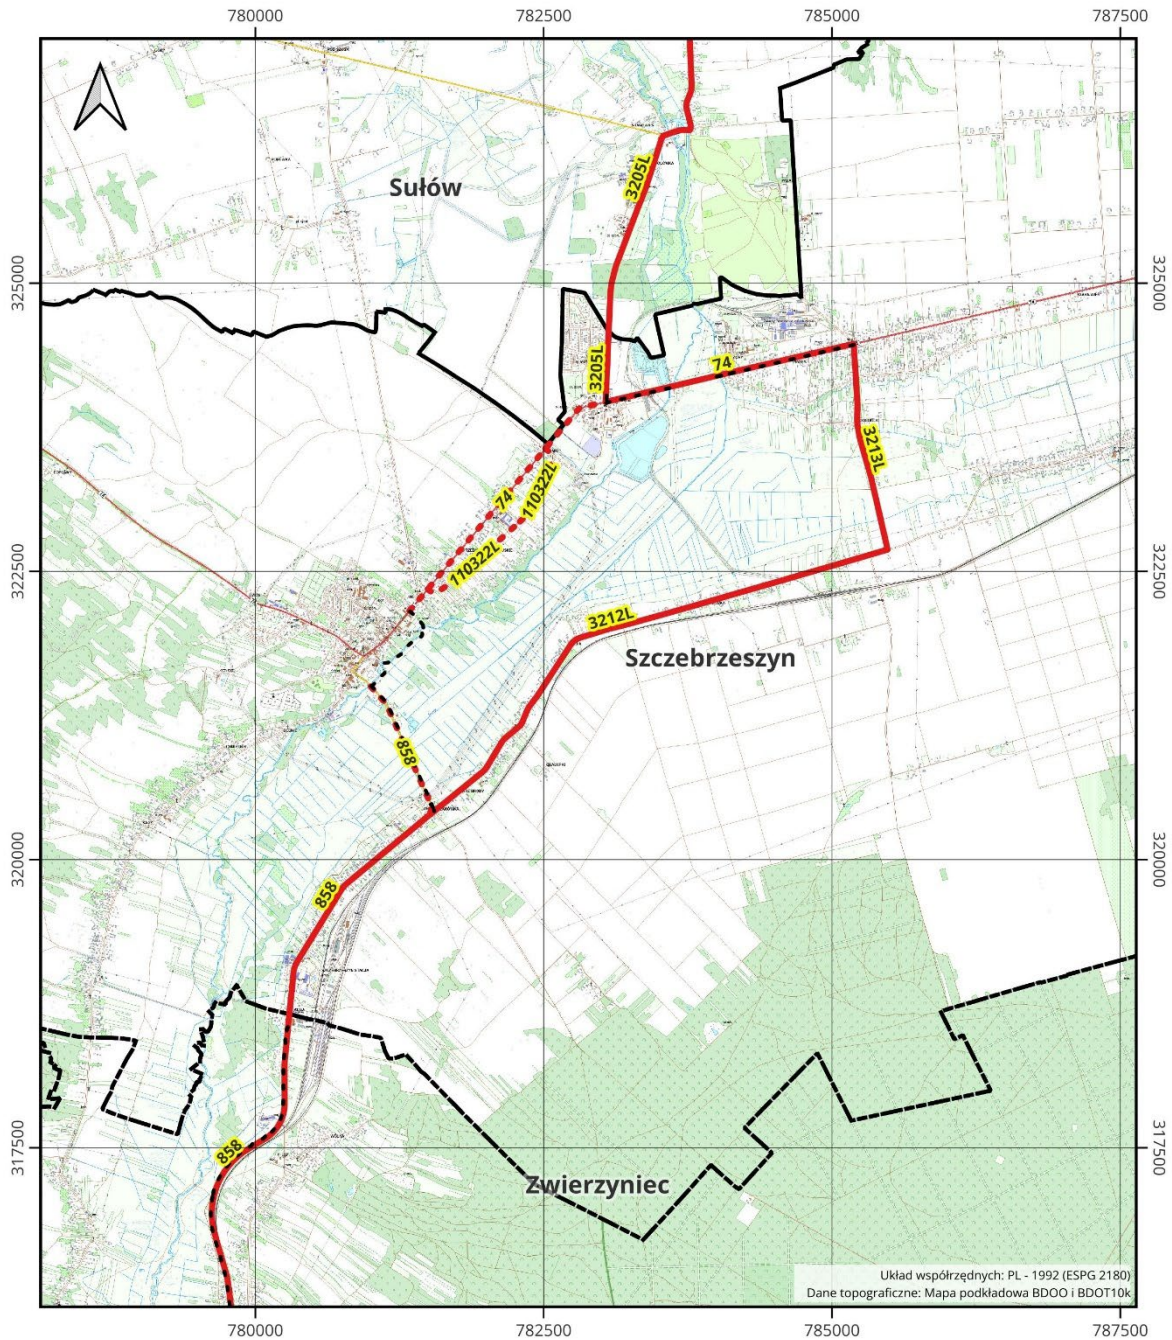 780000
782500
785000
787500
Sułów
3205L
325000
325000
3205L
74
3213L
74
110322L
110322L
322500
322500
3212L
Szczebrzeszyn
858
320000
320000
858
858
317500
317500
Zwierzyniec
Układ współrzędnych: PL - 1992 (ESPG 2180)
Dane topograficzne: Mapa podkładowa BDOO i BDOT10k
780000
782500
785000
787500